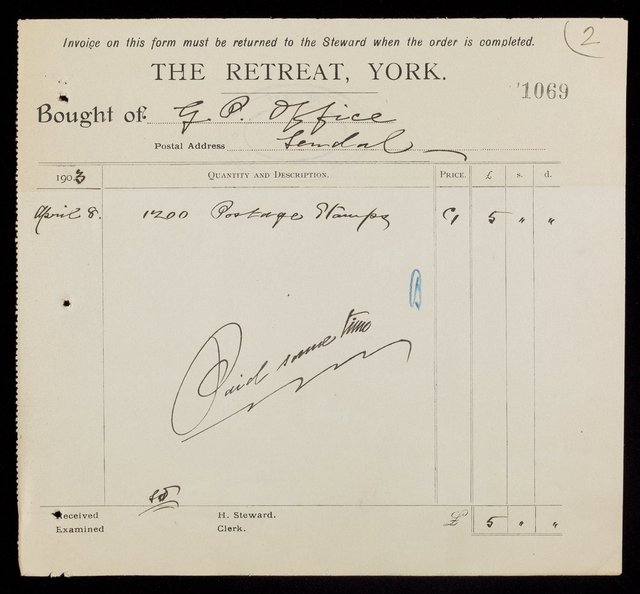 2
Invoice on this form must be returned to the Steward when the order is completed.
THE RETREAT, YORK.
1069
Bought of G. P. Office
Postal Address Lendal
1903 QUANTITY AND DESCRIPTION. PRICE. £ s. d.
April 8. 1200 Postage Stamps 5 " "
Paid same time
Received H. Steward. £ 5 " "
Examined Clerk.